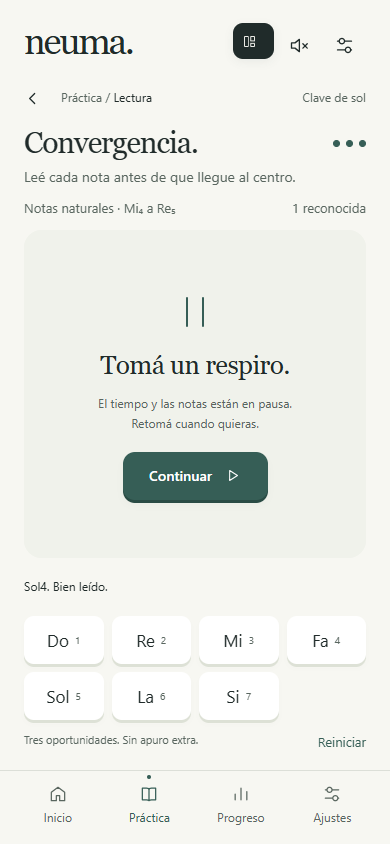 neuma.
Práctica / Lectura
Clave de sol
Convergencia.
Leé cada nota antes de que llegue al centro.
Notas naturales · Mi₄ a Re₅
1 reconocida
Tomá un respiro.
El tiempo y las notas están en pausa.
Retomá cuando quieras.
Continuar
Sol4. Bien leído.
Do 1
Re 2
Mi 3
Fa 4
Sol 5
La 6
Si 7
Tres oportunidades. Sin apuro extra.
Reiniciar
Inicio
Práctica
Progreso
Ajustes